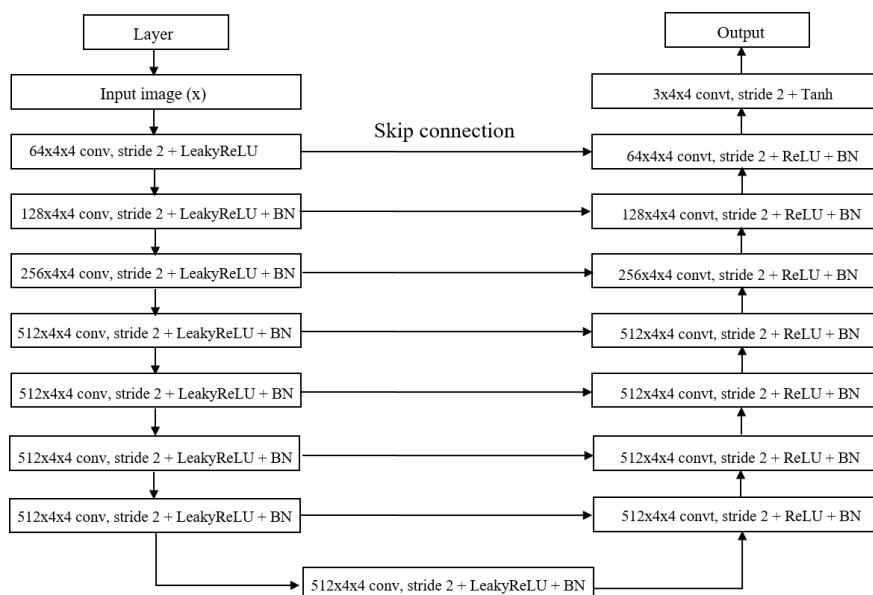 Layer
Input image (x)
64x4x4 conv, stride 2 + LeakyReLU
128x4x4 conv, stride 2 + LeakyReLU + BN
256x4x4 conv, stride 2 + LeakyReLU + BN
512x4x4 conv, stride 2 + LeakyReLU + BN
512x4x4 conv, stride 2 + LeakyReLU + BN
512x4x4 conv, stride 2 + LeakyReLU + BN
512x4x4 conv, stride 2 + LeakyReLU + BN
512x4x4 conv, stride 2 + LeakyReLU + BN
Skip connection
Output
3x4x4 convt, stride 2 + Tanh
64x4x4 convt, stride 2 + ReLU + BN
128x4x4 convt, stride 2 + ReLU + BN
256x4x4 convt, stride 2 + ReLU + BN
512x4x4 convt, stride 2 + ReLU + BN
512x4x4 convt, stride 2 + ReLU + BN
512x4x4 convt, stride 2 + ReLU + BN
512x4x4 convt, stride 2 + ReLU + BN